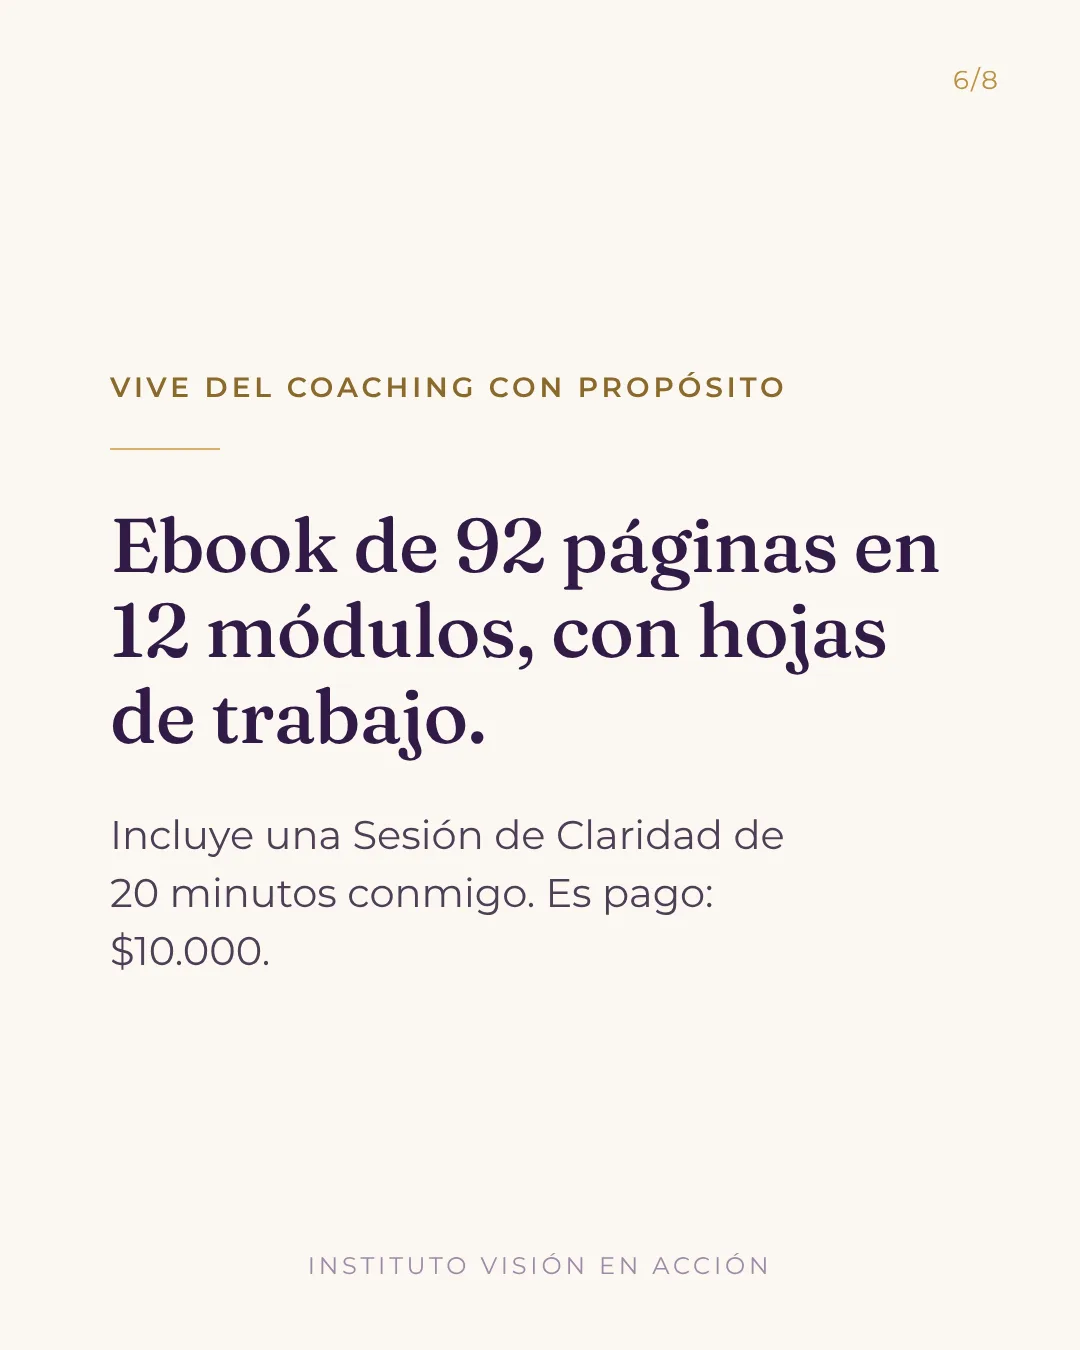 6/8
VIVE DEL COACHING CON PROPÓSITO
Ebook de 92 páginas en
12 módulos, con hojas
de trabajo.
Incluye una Sesión de Claridad de
20 minutos conmigo. Es pago:
$10.000.
INSTITUTO VISIÓN EN ACCIÓN